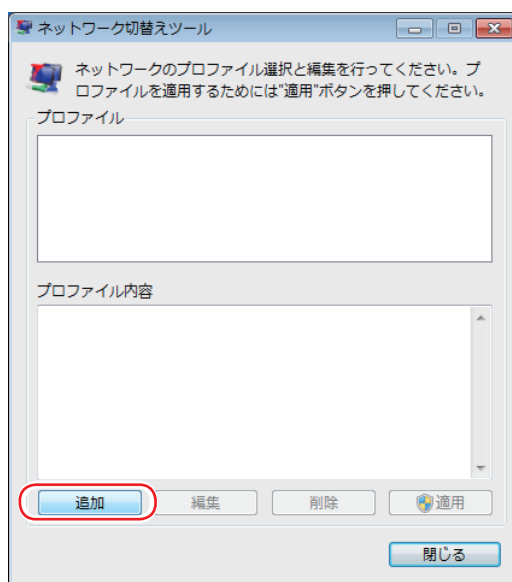 ネットワーク切替えツール
ネットワークのプロファイル選択と編集を行ってください。プ
ロファイルを適用するためには"適用"ボタンを押してください。
プロファイル
プロファイル内容
追加
編集
削除
適用
閉じる